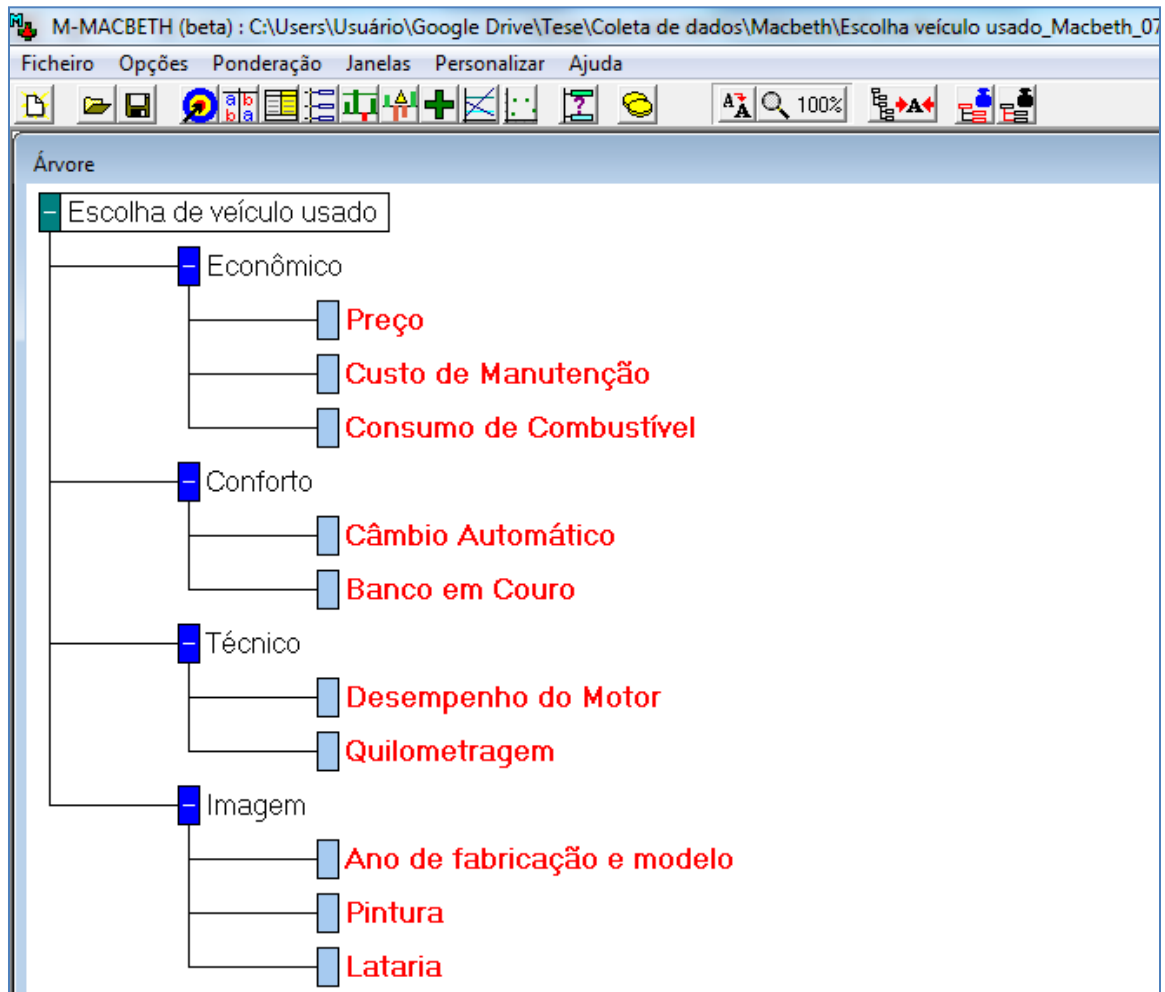 M-MACBETH (beta) : C:\Users\Usuário\Google Drive\Tese\Coleta de dados\Macbeth\Escolha veículo usado_Macbeth_07
Ficheiro Opções Ponderação Janelas Personalizar Ajuda
100%
Árvore
Escolha de veículo usado
Econômico
Preço
Custo de Manutenção
Consumo de Combustível
Conforto
Câmbio Automático
Banco em Couro
Técnico
Desempenho do Motor
Quilometragem
Imagem
Ano de fabricação e modelo
Pintura
Lataria